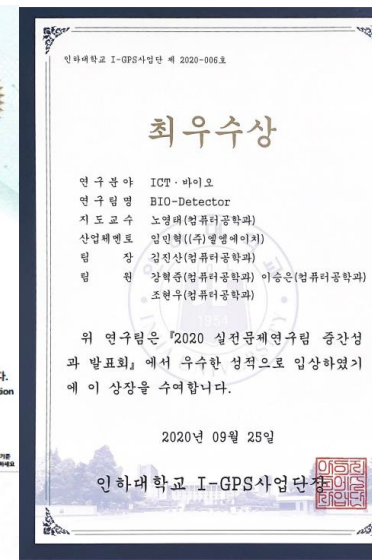 인하대학교 I-GPS사업단 제 2020-006호
최우수상
연구분야 ICT · 바이오
연구팀명 BIO-Detector
지도교수 노영태(컴퓨터공학과)
산업체멘토 임민혁((주)엘엠에이치)
팀 장 김진산(컴퓨터공학과)
팀 원 강혁준(컴퓨터공학과) 이승은(컴퓨터공학과)
조현우(컴퓨터공학과)
1954
위 연구팀은 『2020 실전문제연구팀 중간성
과 발표회』 에서 우수한 성적으로 입상하였기
에 이 상장을 수여합니다.
2020년 09월 25일
인하대학교 I-GPS사업단장
다.
tion